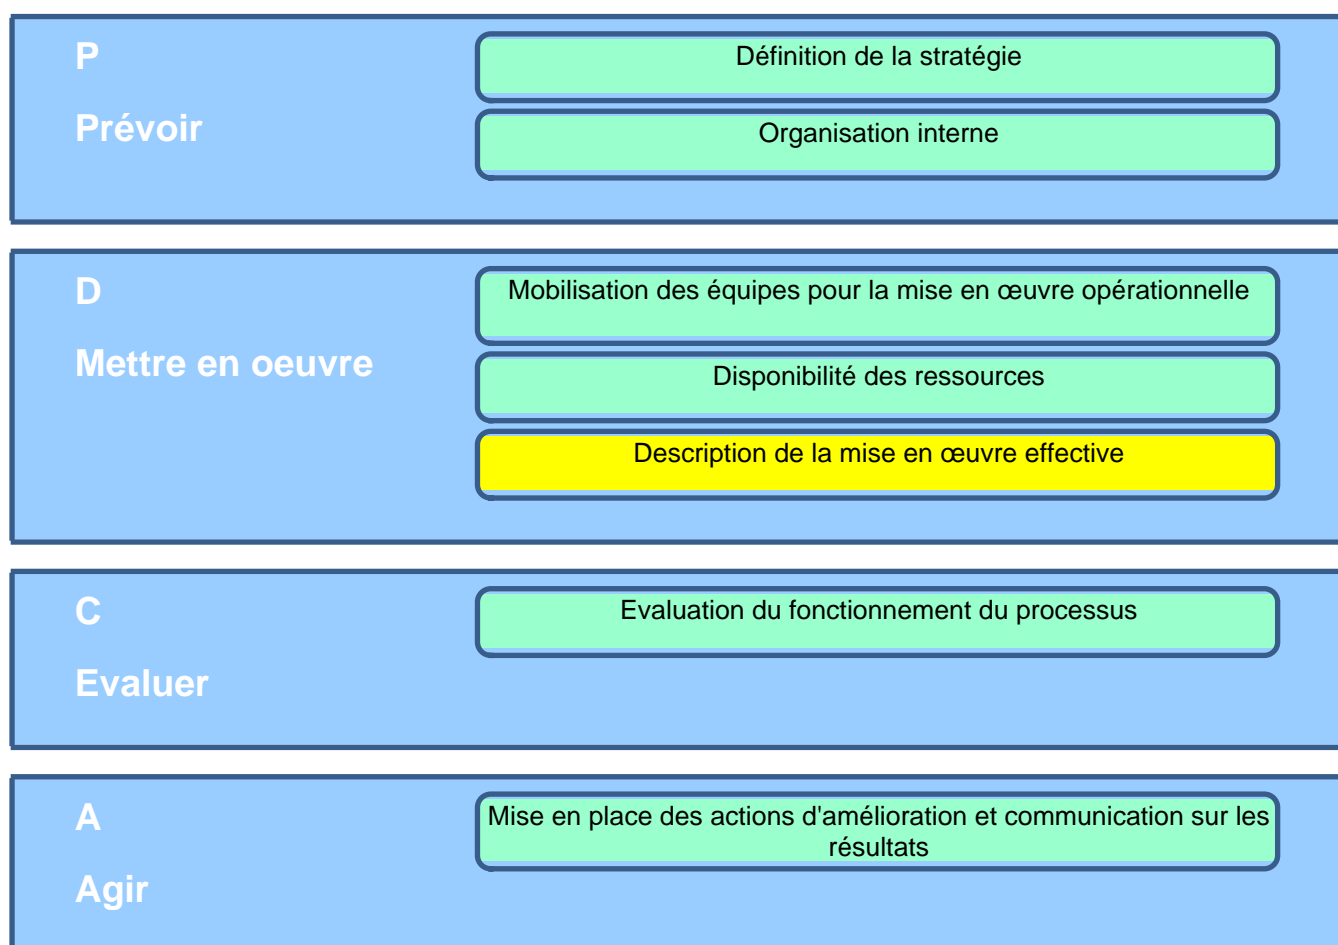 P
Prévoir
Définition de la stratégie
Organisation interne
D
Mettre en oeuvre
Mobilisation des équipes pour la mise en œuvre opérationnelle
Disponibilité des ressources
Description de la mise en œuvre effective
C
Evaluer
Evaluation du fonctionnement du processus
A
Agir
Mise en place des actions d'amélioration et communication sur les
résultats